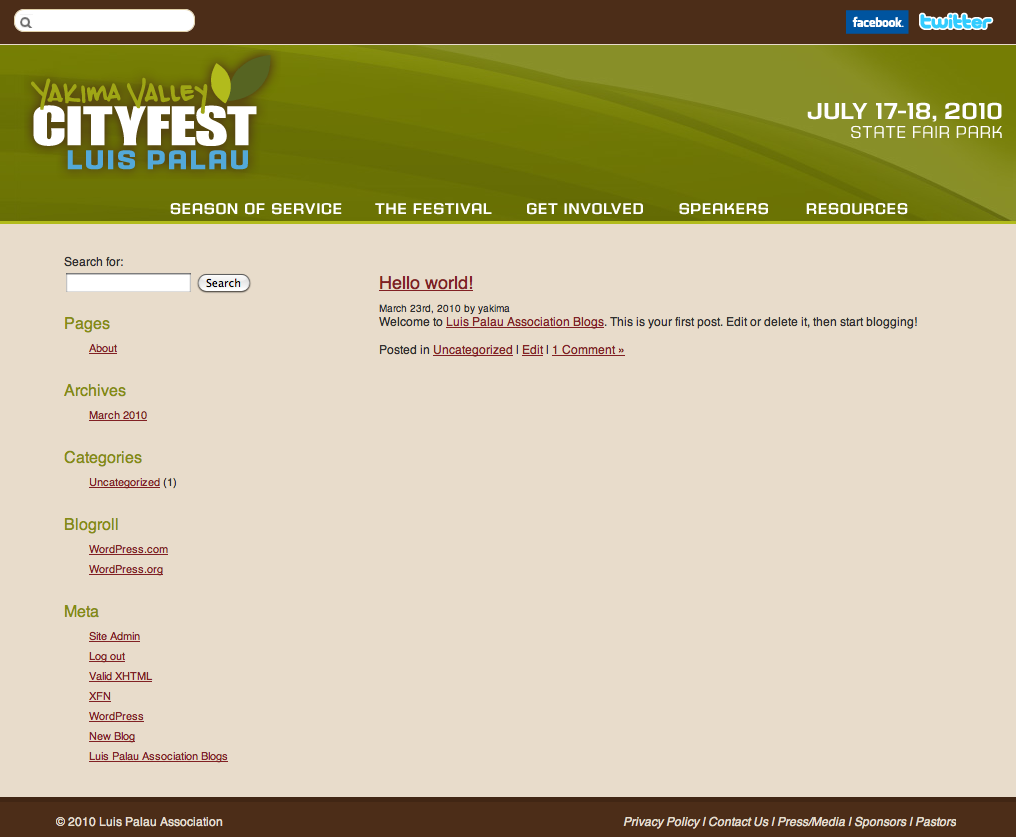 facebook.
twitter
YAKIMA VALLEY
CITYFEST
LUIS PALAU
JULY 17-18, 2010
STATE FAIR PARK
SEASON OF SERVICE
THE FESTIVAL
GET INVOLVED
SPEAKERS
RESOURCES
Search for:
Search
Pages
About
Archives
March 2010
Categories
Uncategorized (1)
Blogroll
WordPress.com
WordPress.org
Meta
Site Admin
Log out
Valid XHTML
XFN
WordPress
New Blog
Luis Palau Association Blogs
Hello world!
March 23rd, 2010 by yakima
Welcome to Luis Palau Association Blogs. This is your first post. Edit or delete it, then start blogging!
Posted in Uncategorized | Edit | 1 Comment »
© 2010 Luis Palau Association
Privacy Policy | Contact Us | Press/Media | Sponsors | Pastors